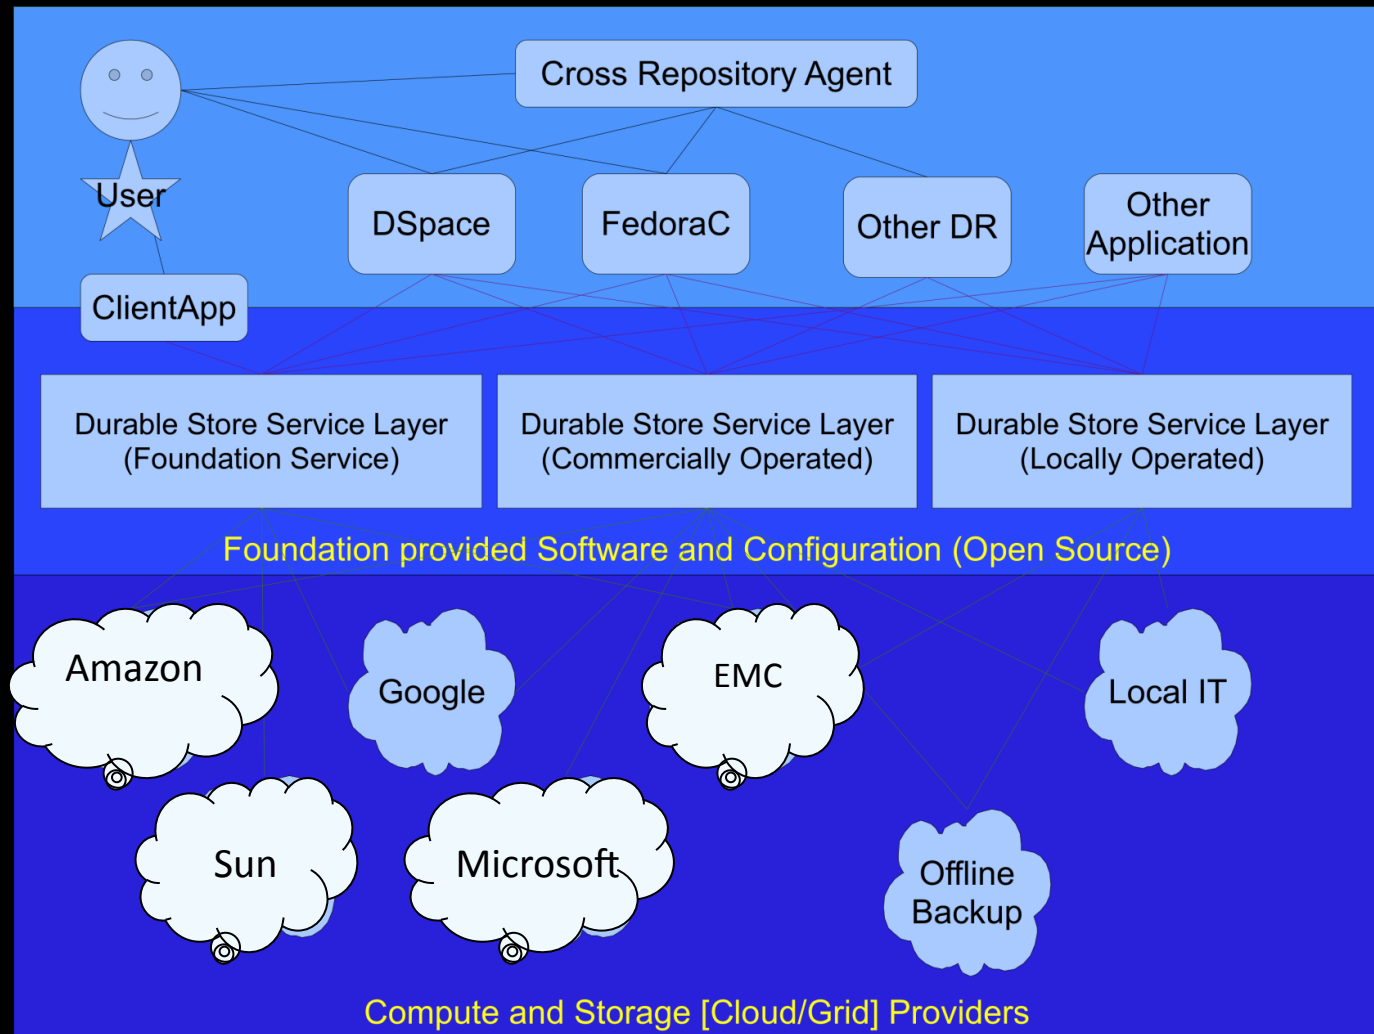 Cross Repository Agent
User
DSpace
FedoraC
Other DR
Other
Application
ClientApp
Durable Store Service Layer
(Foundation Service)
Durable Store Service Layer
(Commercially Operated)
Durable Store Service Layer
(Locally Operated)
Foundation provided Software and Configuration (Open Source)
Amazon
Google
EMC
Local IT
Sun
Microsoft
Offline
Backup
Compute and Storage [Cloud/Grid] Providers